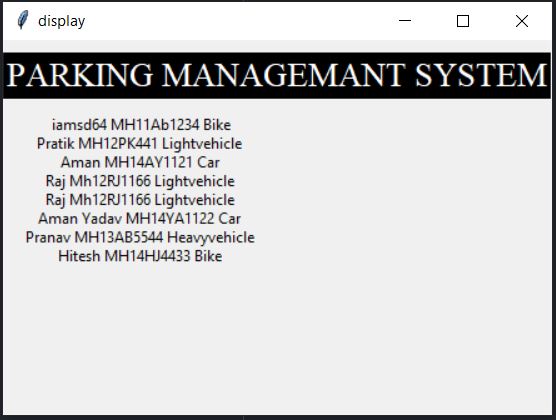 display
PARKING MANAGEMANT SYSTEM
iamsd64 MH11Ab1234 Bike
Pratik MH12PK441 Lightvehicle
Aman MH14AY1121 Car
Raj Mh12RJ1166 Lightvehicle
Raj Mh12RJ1166 Lightvehicle
Aman Yadav MH14YA1122 Car
Pranav MH13AB5544 Heavyvehicle
Hitesh MH14HJ4433 Bike